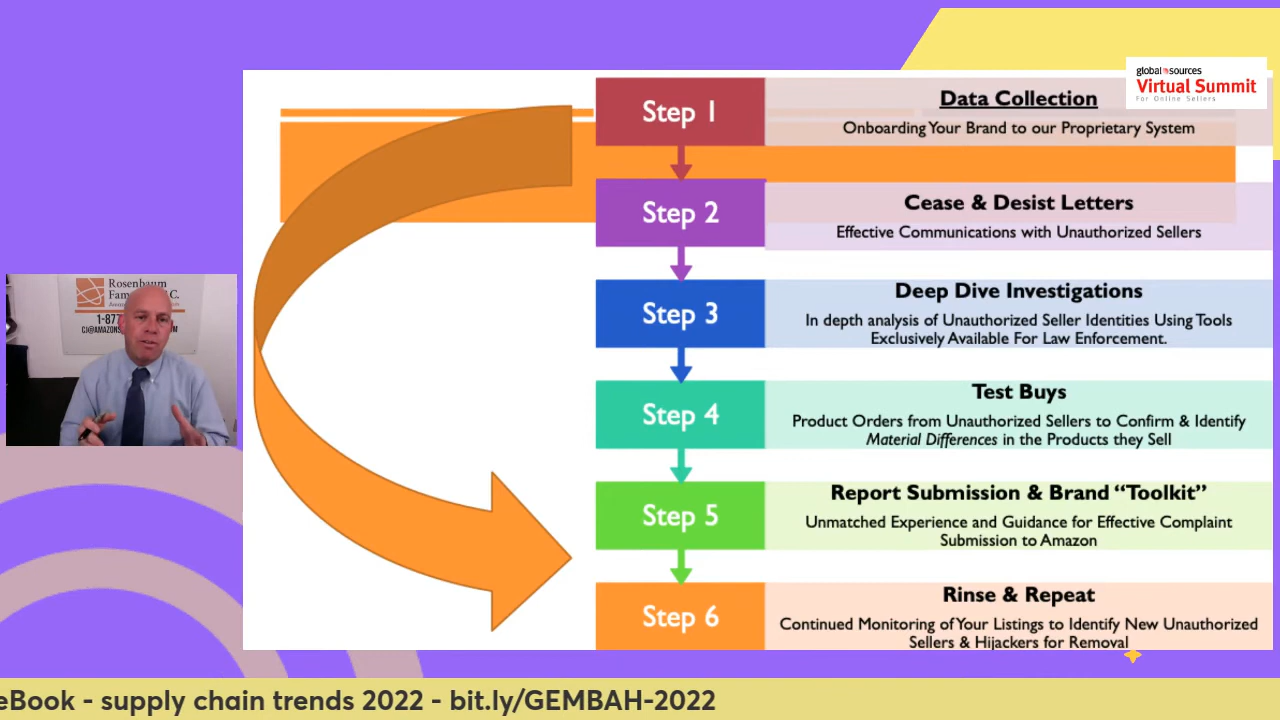 global sources
Virtual Summit
For Online Sellers
Step 1
Data Collection
Onboarding Your Brand to our Proprietary System
Step 2
Cease & Desist Letters
Effective Communications with Unauthorized Sellers
Step 3
Deep Dive Investigations
In depth analysis of Unauthorized Seller Identities Using Tools
Exclusively Available For Law Enforcement.
Step 4
Test Buys
Product Orders from Unauthorized Sellers to Confirm & Identify
Material Differences in the Products they Sell
Step 5
Report Submission & Brand “Toolkit”
Unmatched Experience and Guidance for Effective Complaint
Submission to Amazon
Step 6
Rinse & Repeat
Continued Monitoring of Your Listings to Identify New Unauthorized
Sellers & Hijackers for Removal
Rosenbaum
1-877
eBook - supply chain trends 2022 - bit.ly/GEMBAH-2022